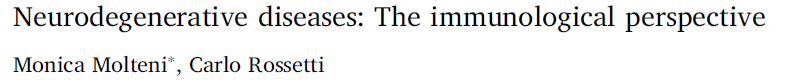 Neurodegenerative diseases: The immunological perspective
Monica Molteni*, Carlo Rossetti